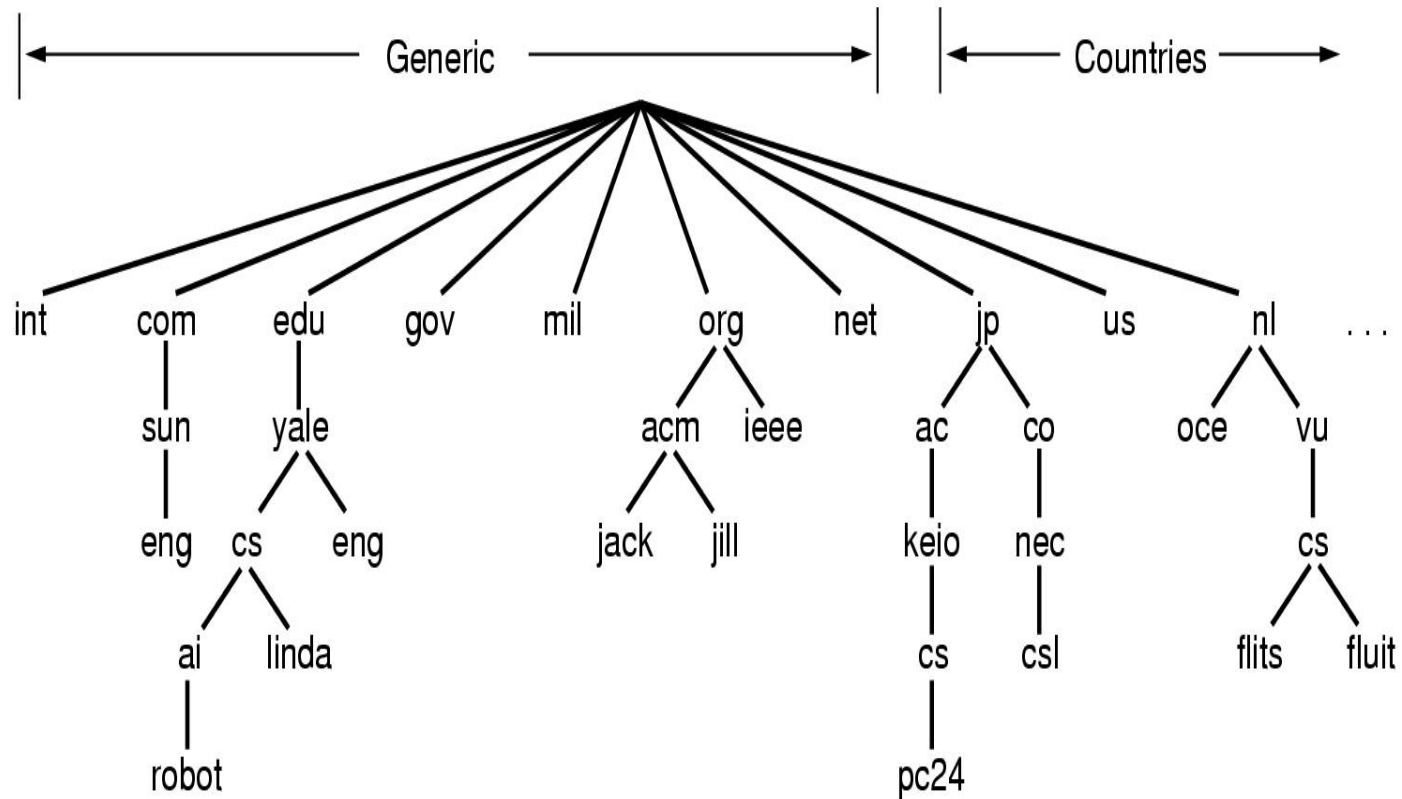 Generic Countries
int com edu gov mil org net jp us nl . . .
sun yale acm ieee ac co oce vu
eng cs eng jack jill keio nec cs
ai linda cs csl flits fluit
robot pc24